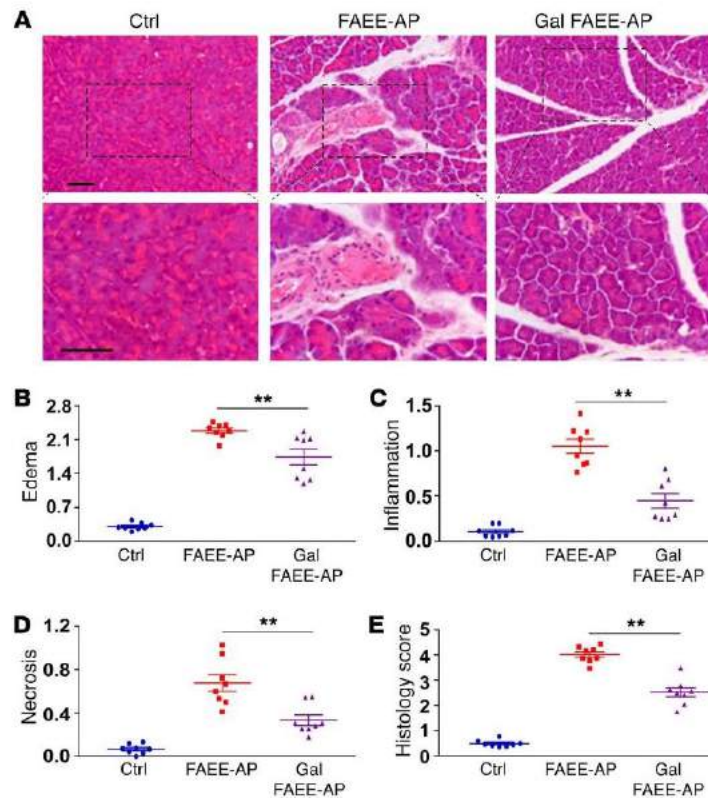 A
Ctrl FAEE-AP Gal FAEE-AP
B
Edema
2.8
2.1
1.4
0.7
0.0
**
Ctrl FAEE-AP Gal
FAEE-AP
C
Inflammation
1.5
1.0
0.5
0.0
**
Ctrl FAEE-AP Gal
FAEE-AP
D
Necrosis
1.2
0.8
0.4
0.0
**
Ctrl FAEE-AP Gal
FAEE-AP
E
Histology score
5
4
3
2
1
0
**
Ctrl FAEE-AP Gal
FAEE-AP